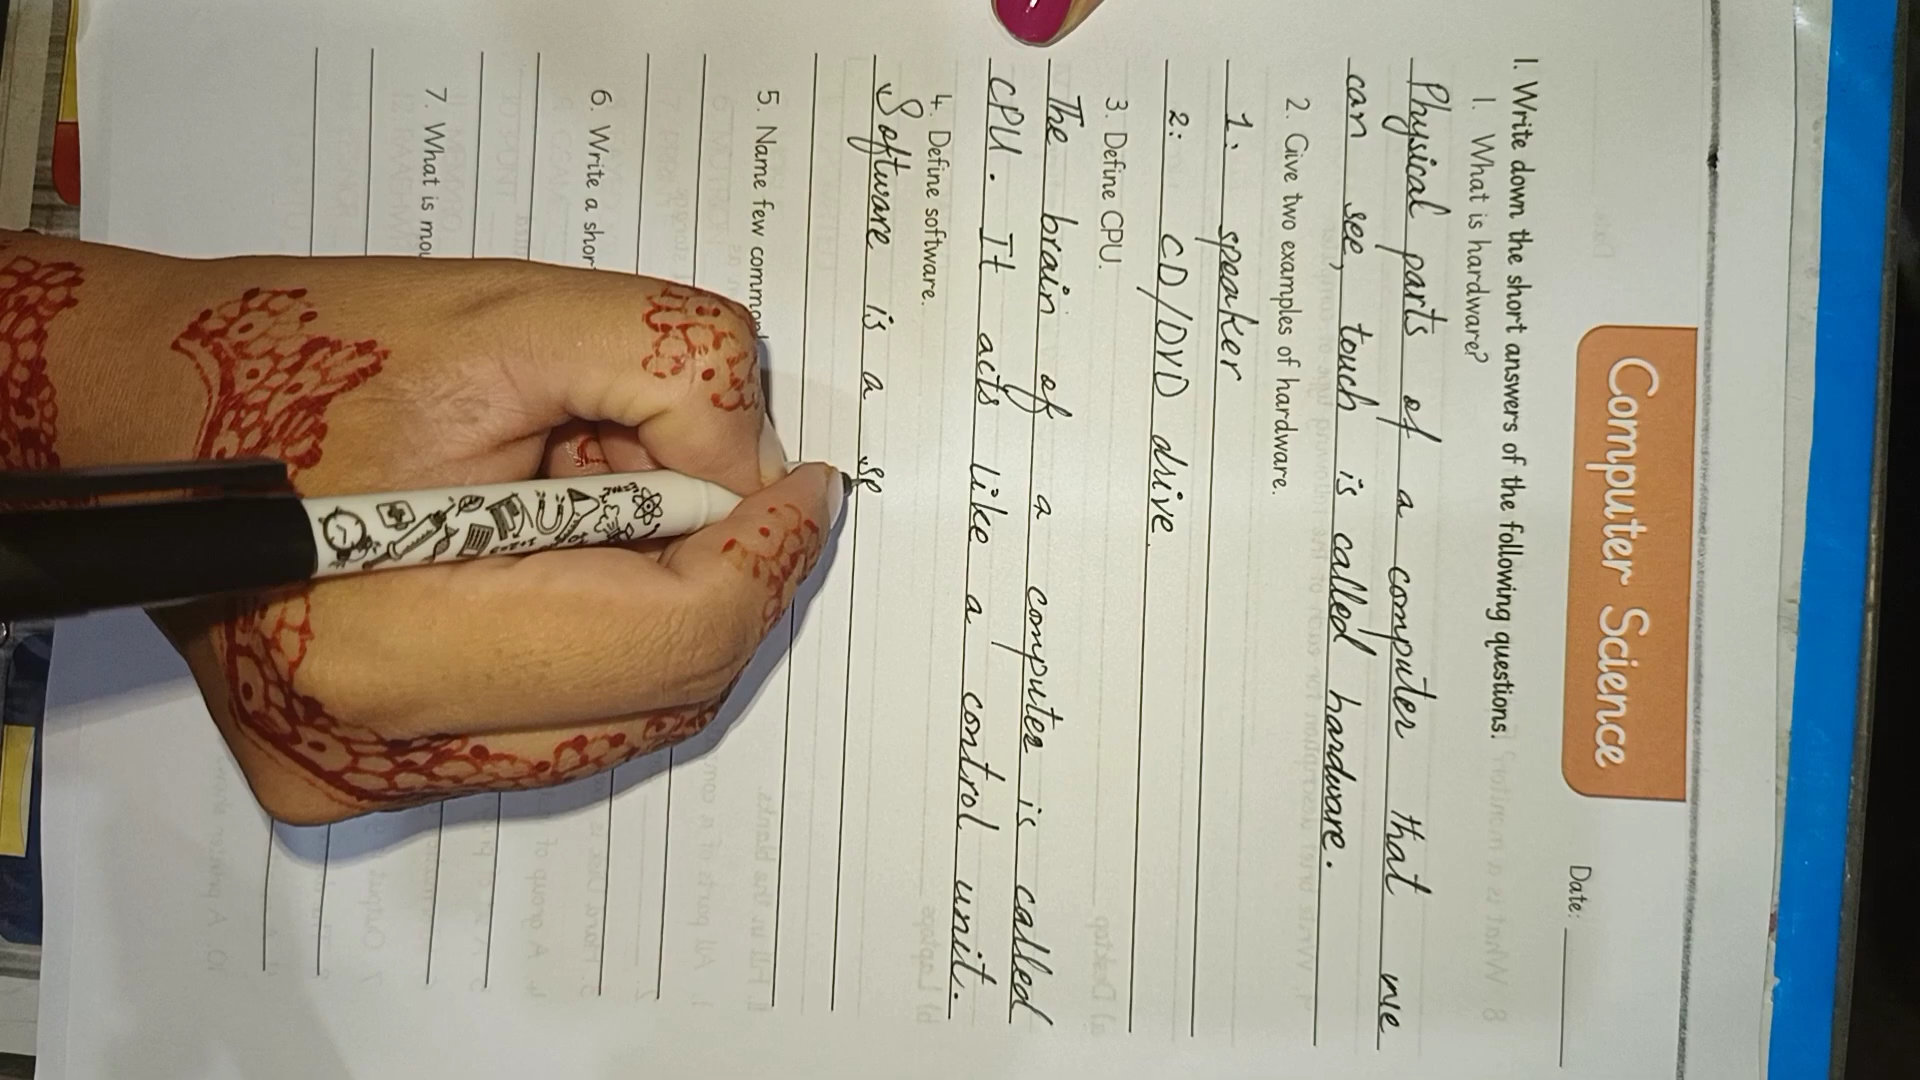 Computer Science
Date:
1. Write down the short answers of the following questions.
1. What is hardware?
Physical parts of a computer that we
can see, touch is called hardware.
2. Give two examples of hardware.
1: speaker
2: CD/DVD drive
3. Define CPU.
The brain of a computer is called
CPU. It acts like a control unit.
4. Define software.
Software is a se
5. Name few common
6. Write a shor
7. What is mou